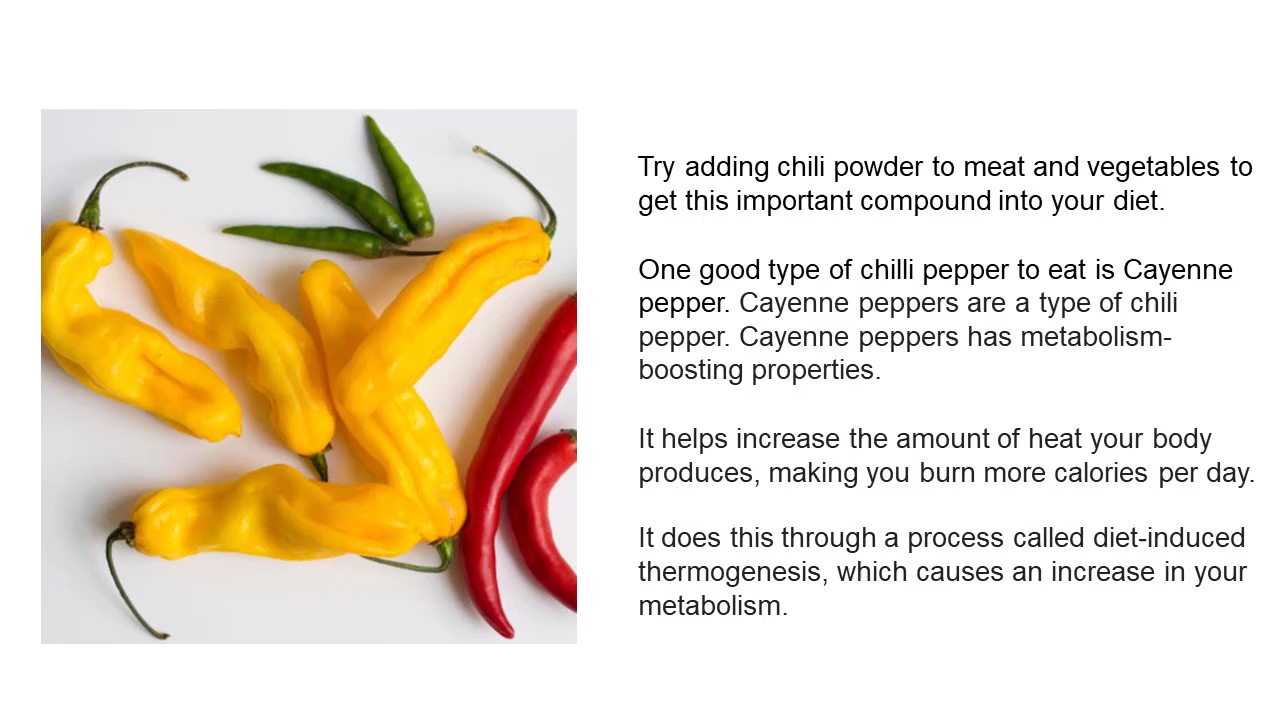 Try adding chili powder to meat and vegetables to
get this important compound into your diet.
One good type of chilli pepper to eat is Cayenne
pepper. Cayenne peppers are a type of chili
pepper. Cayenne peppers has metabolism-
boosting properties.
It helps increase the amount of heat your body
produces, making you burn more calories per day.
It does this through a process called diet-induced
thermogenesis, which causes an increase in your
metabolism.